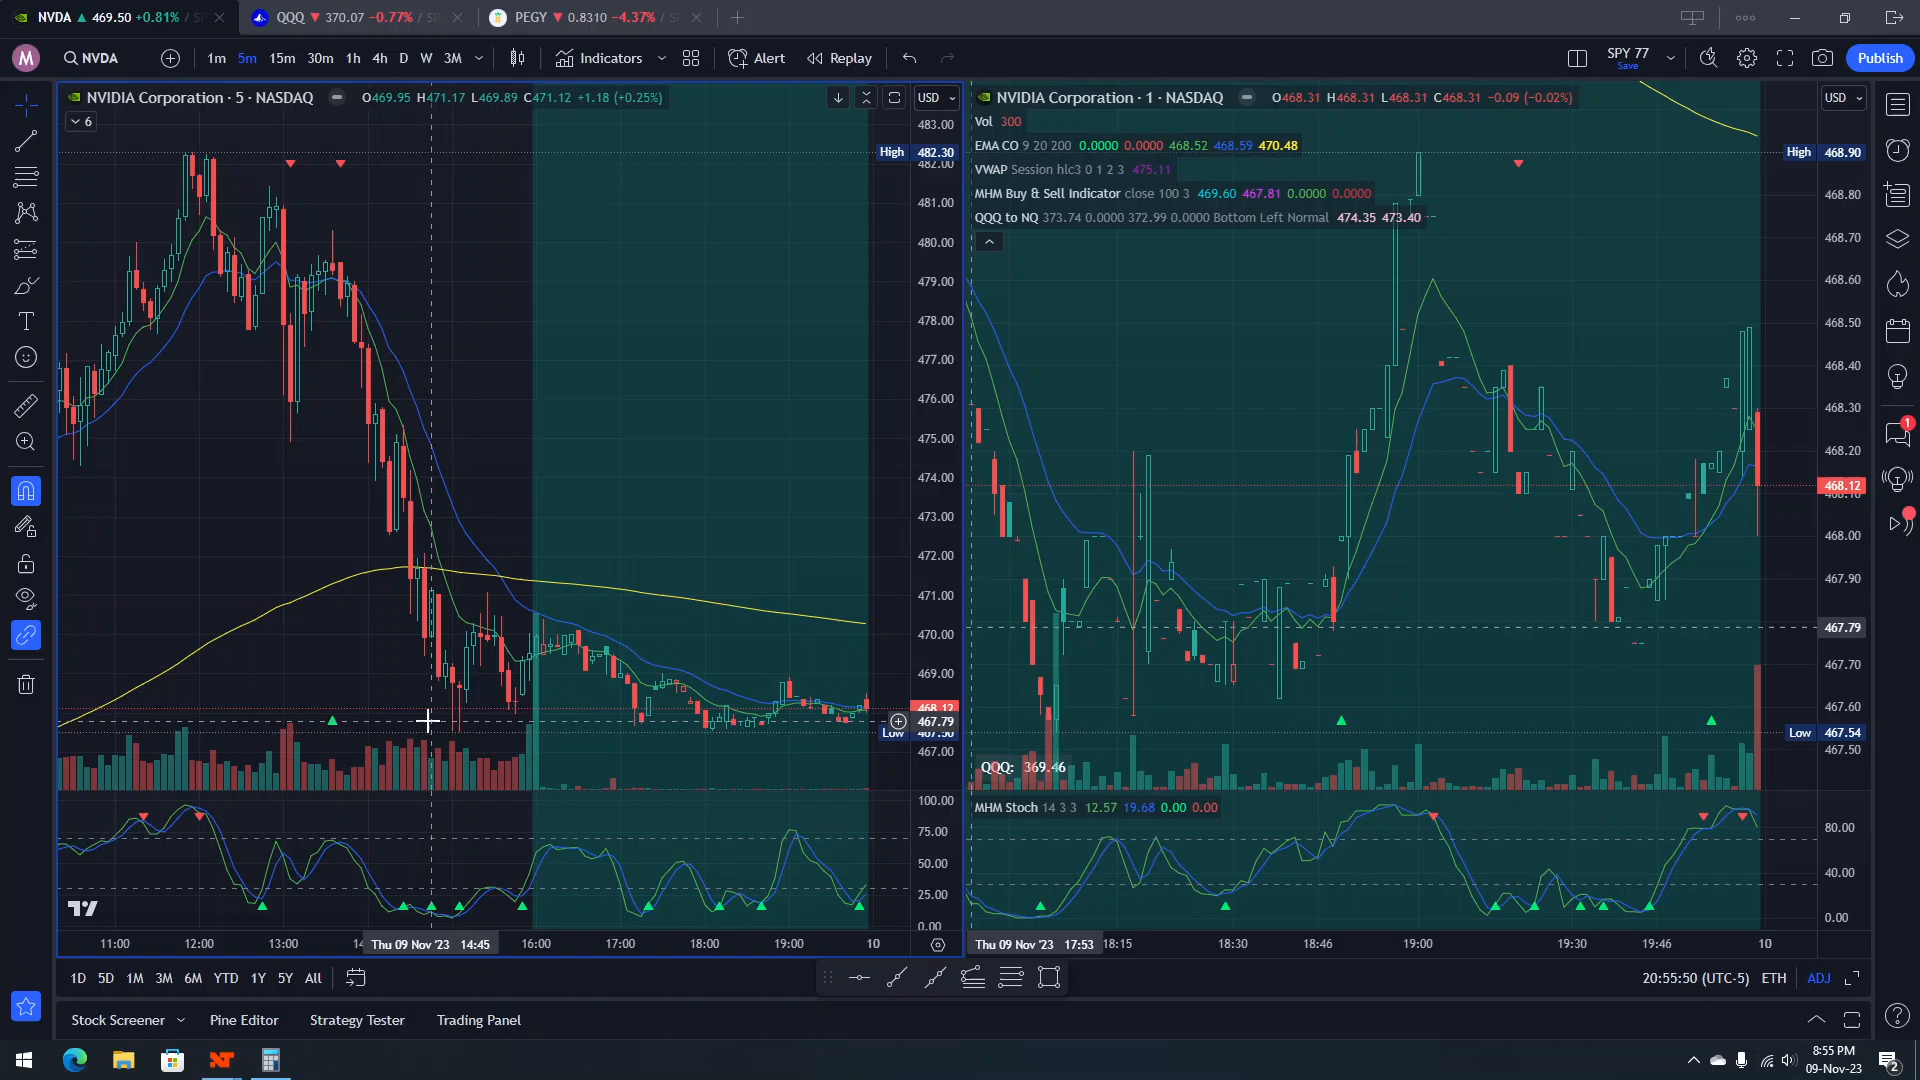 NVDA ▲ 469.50 +0.81% / SP
QQQ ▼ 370.07 −0.77% / SP
PEGY ▼ 0.8310 −4.37% / SP
M
NVDA
1m 5m 15m 30m 1h 4h D W 3M
Indicators
Alert
Replay
SPY 77
Save
Publish
NVIDIA Corporation · 5 · NASDAQ
O469.95 H471.17 L469.89 C471.12 +1.18 (+0.25%)
USD
6
483.00
High 482.30
482.00
481.00
480.00
479.00
478.00
477.00
476.00
475.00
474.00
473.00
472.00
471.00
470.00
469.00
468.12
467.79
Low 467.50
467.00
100.00
75.00
50.00
25.00
0.00
11:00 12:00 13:00 Thu 09 Nov '23 14:45 16:00 17:00 18:00 19:00 10
NVIDIA Corporation · 1 · NASDAQ
O468.31 H468.31 L468.31 C468.31 −0.09 (−0.02%)
USD
Vol 300
EMA CO 9 20 200 0.0000 0.0000 468.52 468.59 470.48
VWAP Session hlc3 0 1 2 3 475.11
MHM Buy & Sell Indicator close 100 3 469.60 467.81 0.0000 0.0000
QQQ to NQ 373.74 0.0000 372.99 0.0000 Bottom Left Normal 474.35 473.40
High 468.90
468.80
468.70
468.60
468.50
468.40
468.30
468.20
468.12
468.10
468.00
467.90
467.79
467.70
467.60
Low 467.54
467.50
QQQ: 369.46
MHM Stoch 14 3 3 12.57 19.68 0.00 0.00
80.00
40.00
0.00
Thu 09 Nov '23 17:53 18:15 18:30 18:46 19:00 19:30 19:46 10
1
1D 5D 1M 3M 6M YTD 1Y 5Y All
20:55:50 (UTC-5) ETH ADJ
Stock Screener Pine Editor Strategy Tester Trading Panel
8:55 PM
09-Nov-23
2